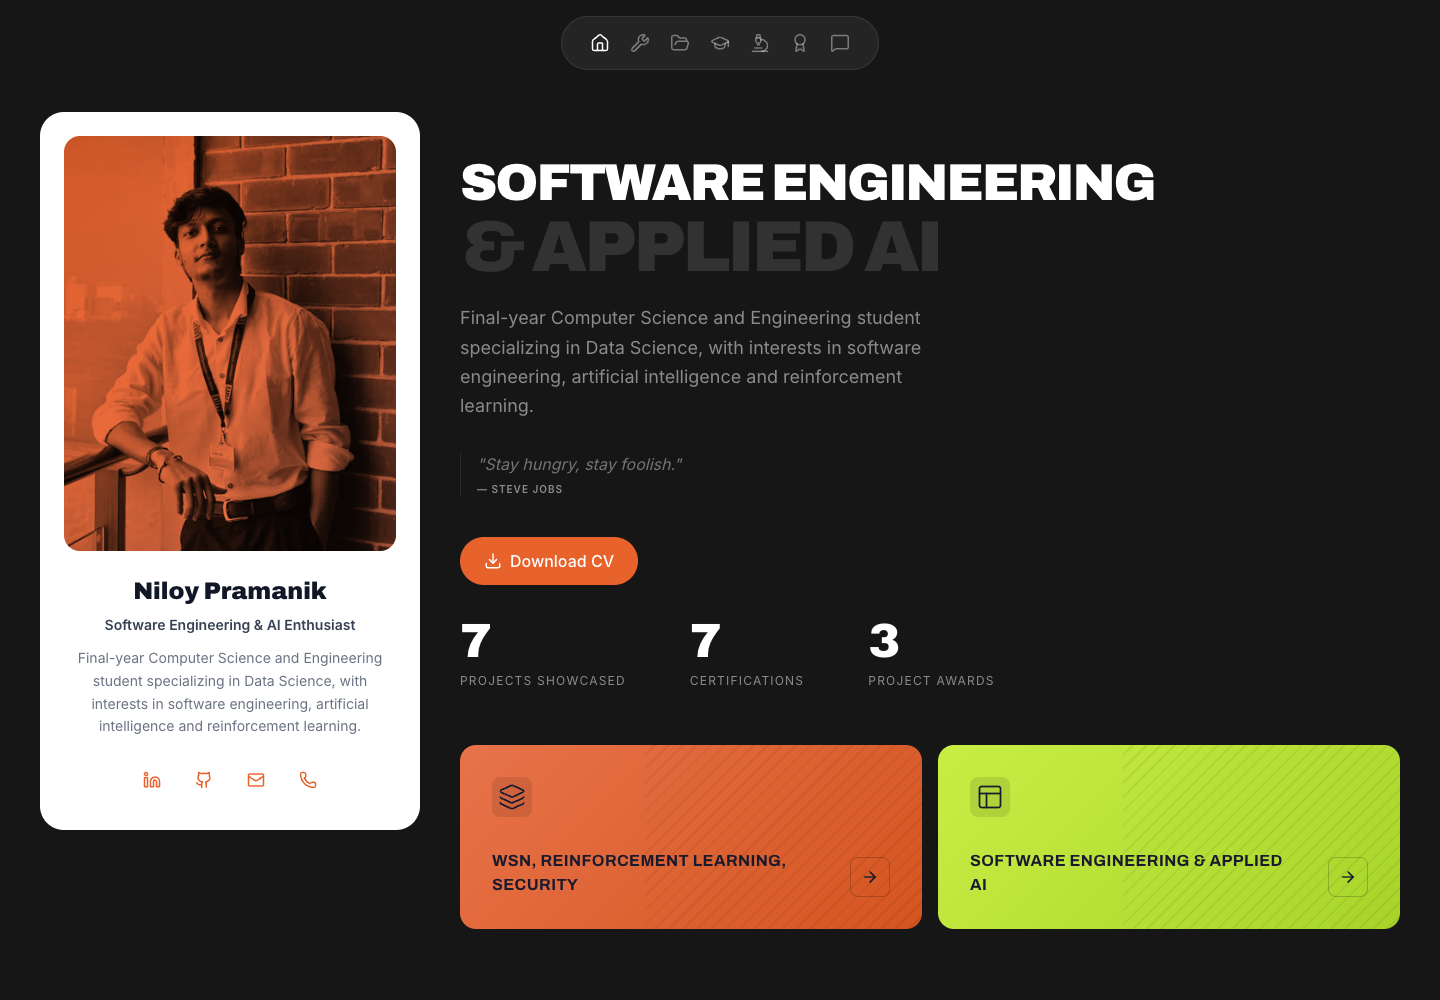 SOFTWARE ENGINEERING
& APPLIED AI
Final-year Computer Science and Engineering student
specializing in Data Science, with interests in software
engineering, artificial intelligence and reinforcement
learning.
"Stay hungry, stay foolish."
— STEVE JOBS
Download CV
7
PROJECTS SHOWCASED
7
CERTIFICATIONS
3
PROJECT AWARDS
Niloy Pramanik
Software Engineering & AI Enthusiast
Final-year Computer Science and Engineering
student specializing in Data Science, with
interests in software engineering, artificial
intelligence and reinforcement learning.
WSN, REINFORCEMENT LEARNING,
SECURITY
SOFTWARE ENGINEERING & APPLIED
AI